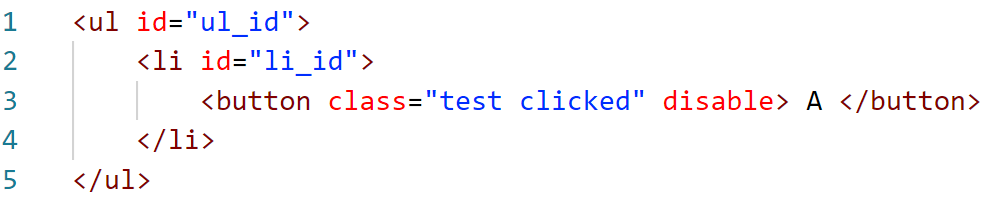 1 <ul id="ul_id">
2 <li id="li_id">
3 <button class="test clicked" disable> A </button>
4 </li>
5 </ul>